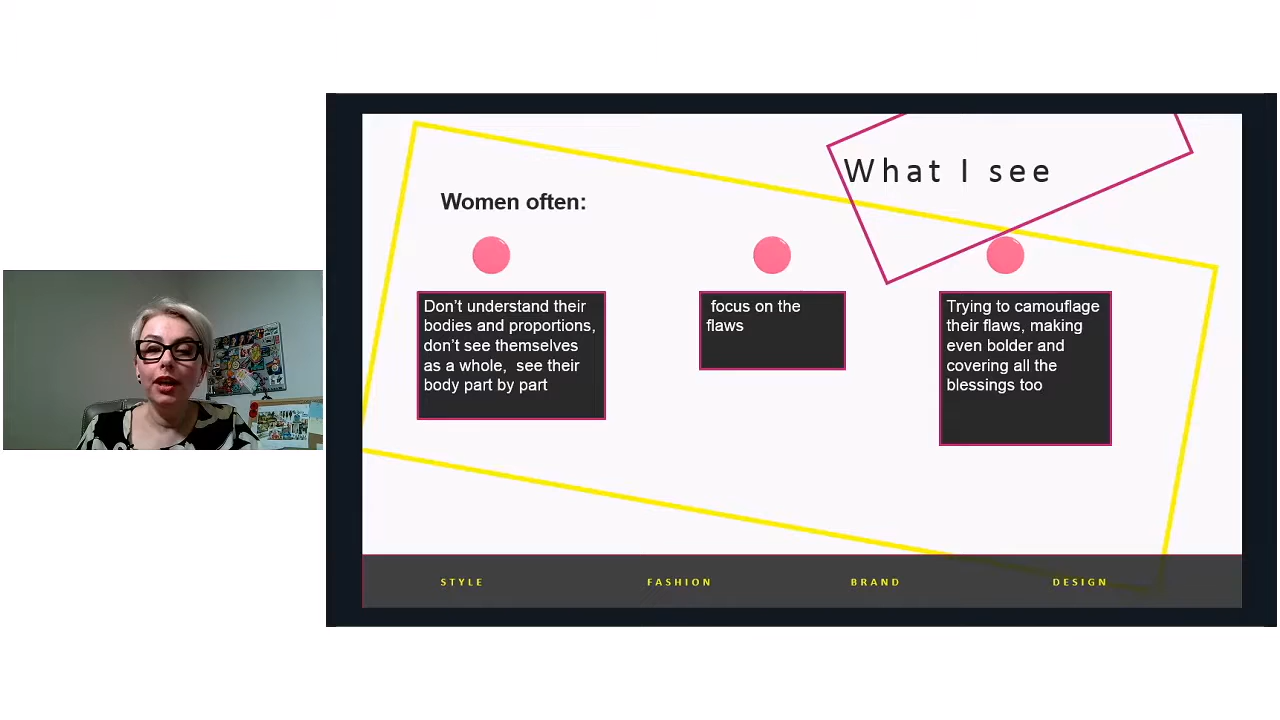 What I see
Women often:
Don’t understand their
bodies and proportions,
don’t see themselves
as a whole,  see their
body part by part
focus on the
flaws
Trying to camouflage
their flaws, making
even bolder and
covering all the
blessings too
STYLE
FASHION
BRAND
DESIGN